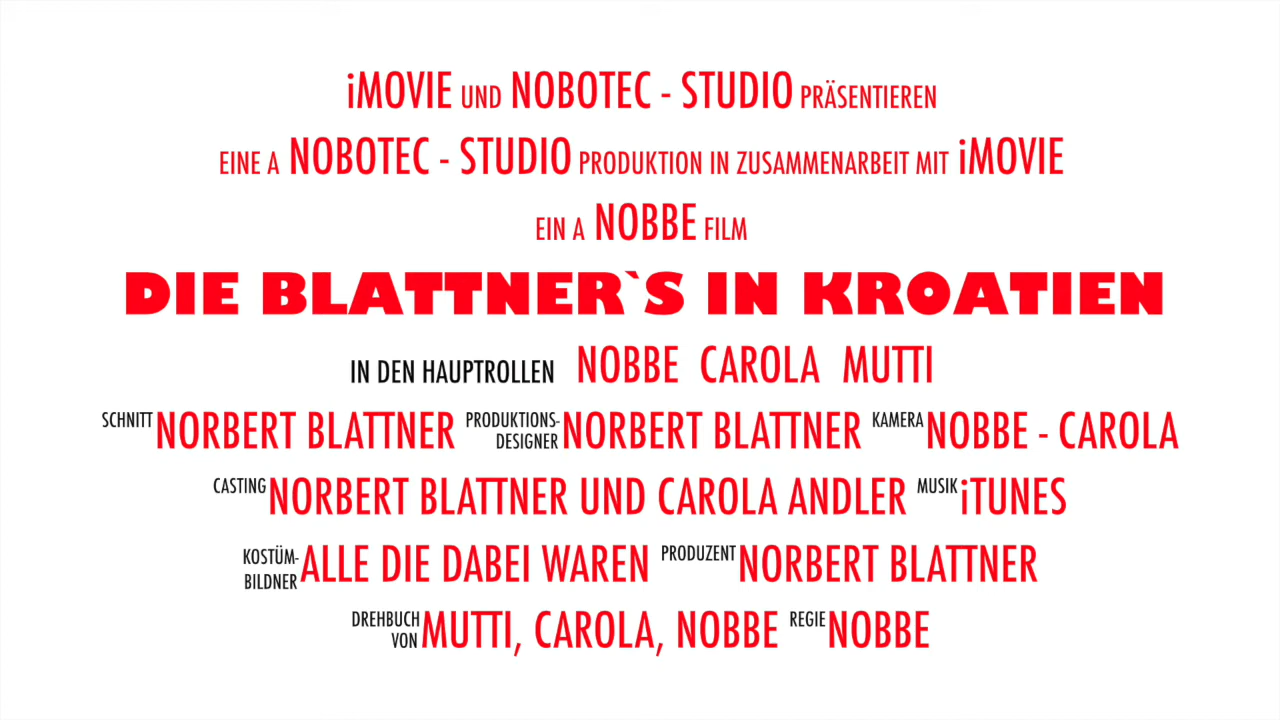 iMOVIE UND NOBOTEC - STUDIO PRÄSENTIEREN
EINE A NOBOTEC - STUDIO PRODUKTION IN ZUSAMMENARBEIT MIT iMOVIE
EIN A NOBBE FILM
DIE BLATTNER`S IN KROATIEN
IN DEN HAUPTROLLEN NOBBE CAROLA MUTTI
SCHNITT NORBERT BLATTNER PRODUKTIONS-DESIGNER NORBERT BLATTNER KAMERA NOBBE - CAROLA
CASTING NORBERT BLATTNER UND CAROLA ANDLER MUSIK iTUNES
KOSTÜM-BILDNER ALLE DIE DABEI WAREN PRODUZENT NORBERT BLATTNER
DREHBUCH VON MUTTI, CAROLA, NOBBE REGIE NOBBE